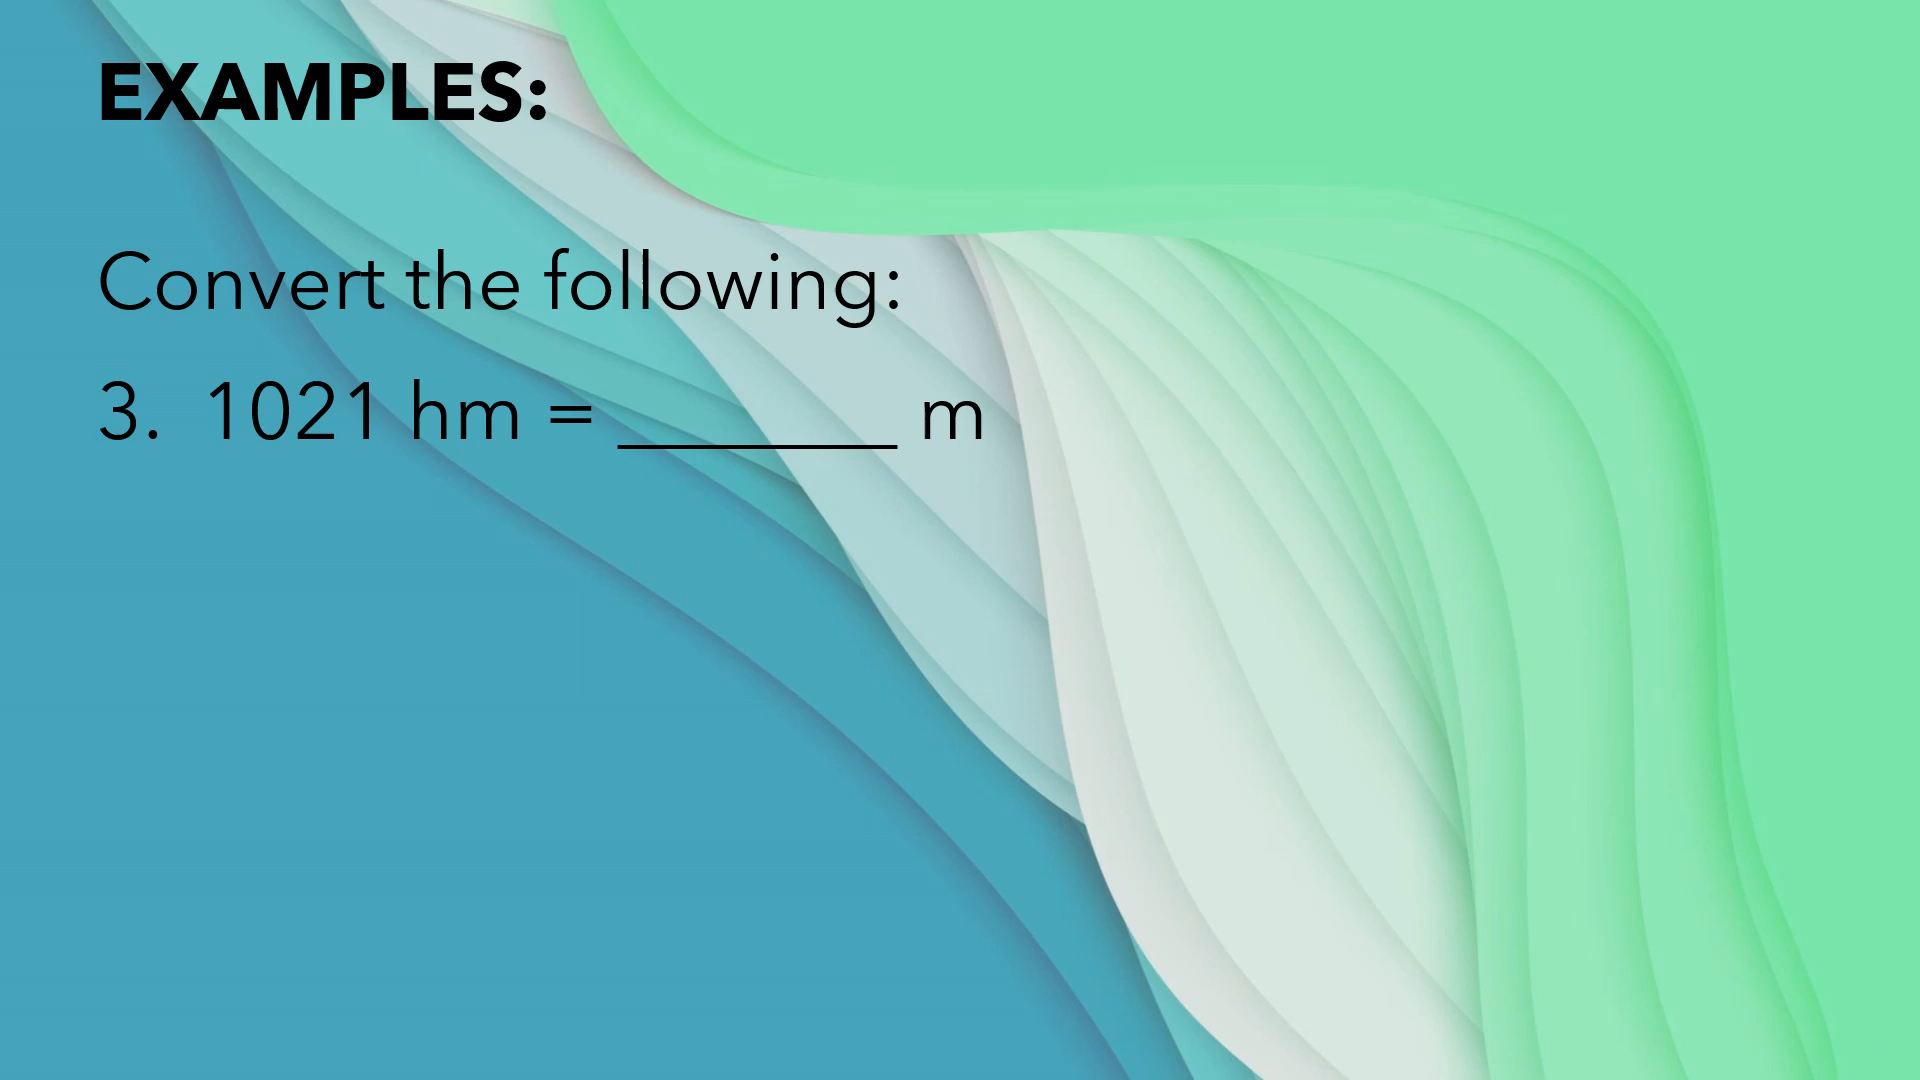 EXAMPLES:
Convert the following:
3. 1021 hm = _______ m